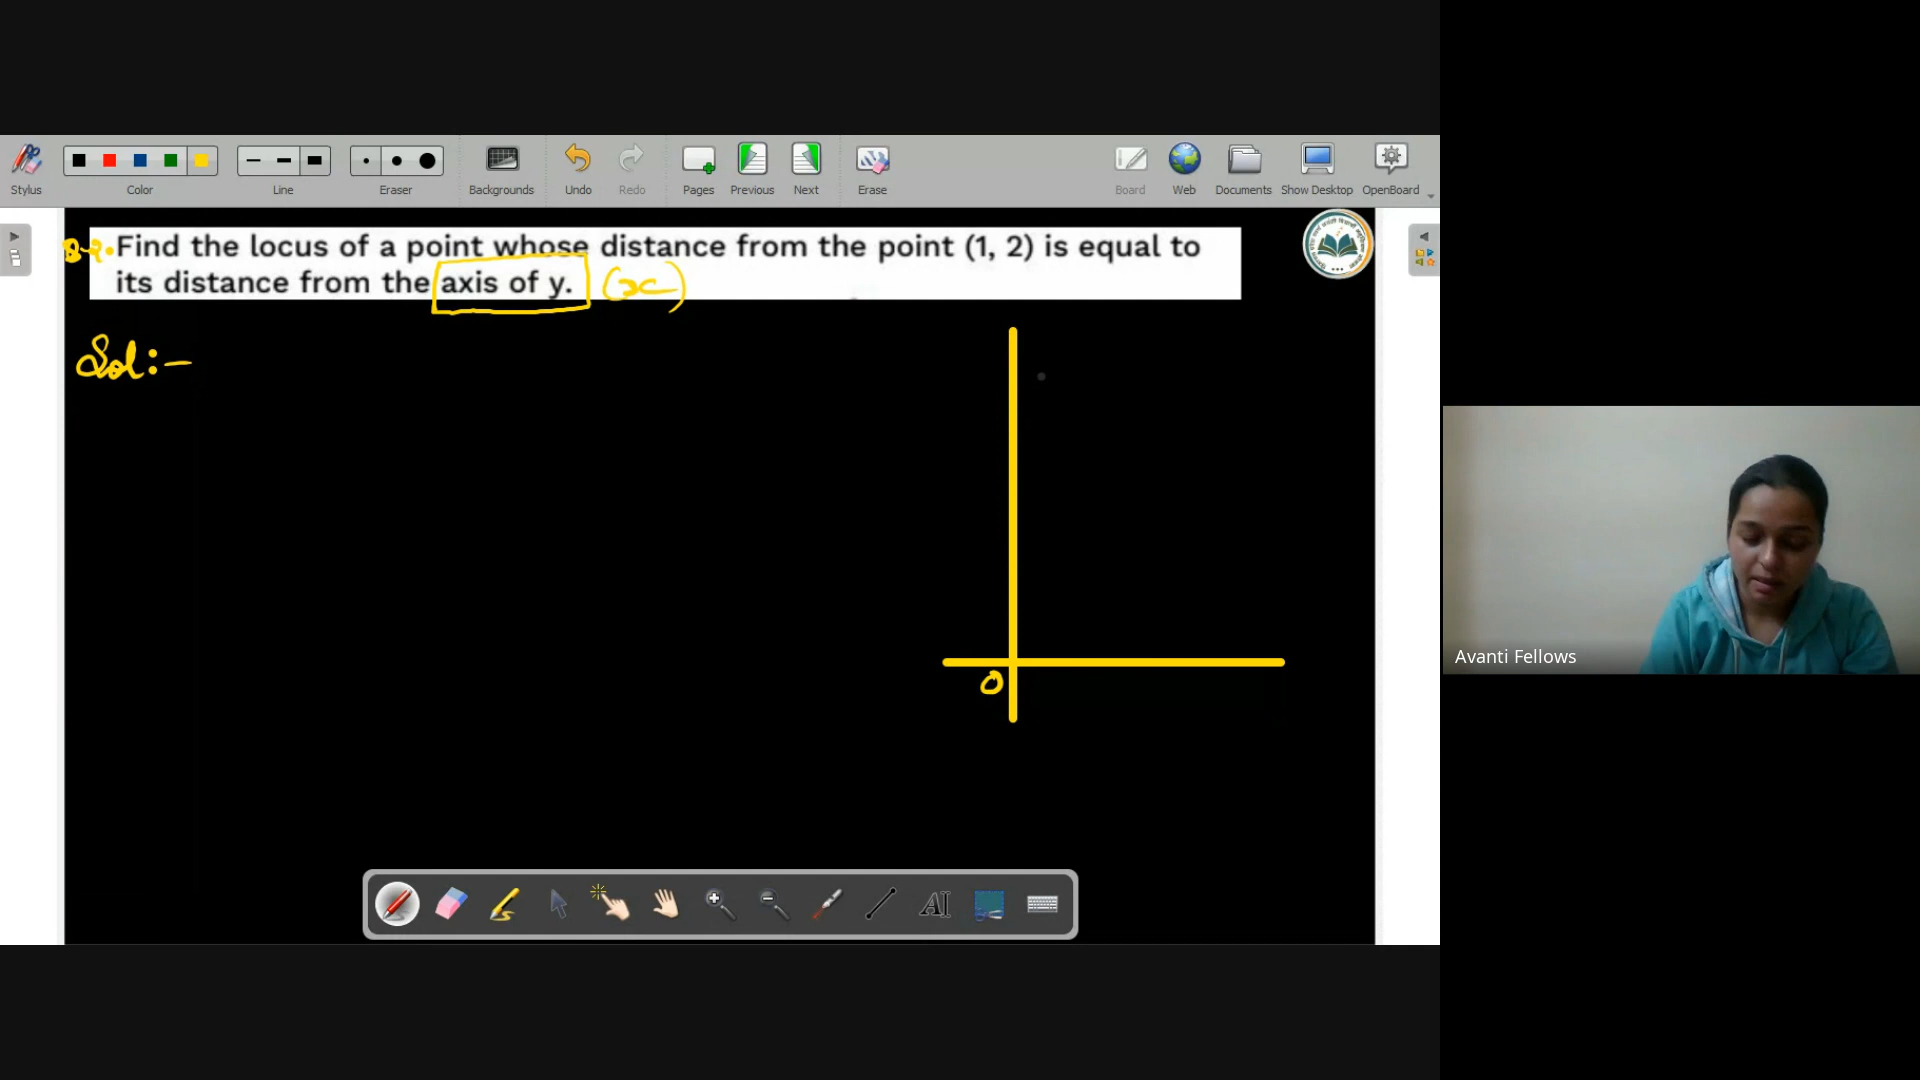 Stylus
Color
Line
Eraser
Backgrounds
Undo
Redo
Pages
Previous
Next
Erase
Board
Web
Documents
Show Desktop
OpenBoard
Find the locus of a point whose distance from the point (1, 2) is equal to
its distance from the axis of y. (x)
Sol:-
O
AI
Avanti Fellows